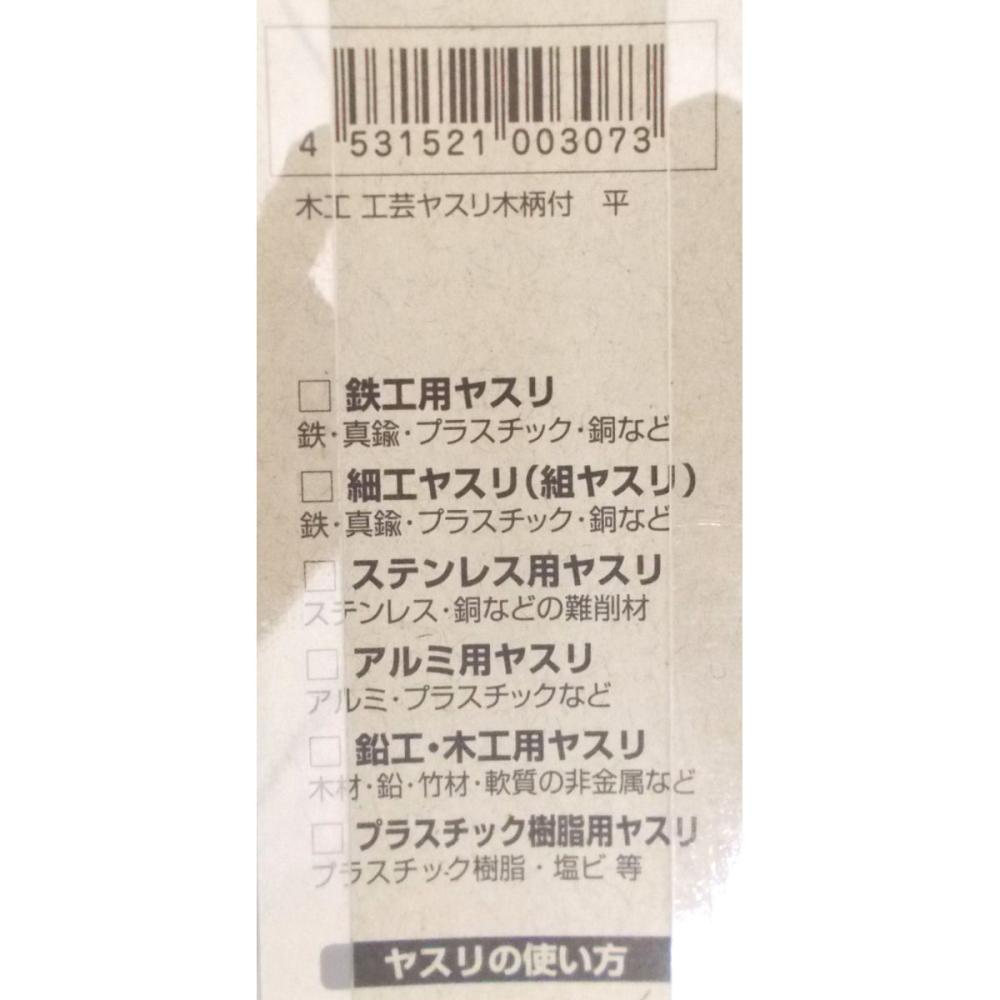 4 531521 003073
木工 工芸ヤスリ木柄付 平
□ 鉄工用ヤスリ
鉄・真鍮・プラスチック・銅など
□ 細工ヤスリ(組ヤスリ)
鉄・真鍮・プラスチック・銅など
□ ステンレス用ヤスリ
ステンレス・銅などの難削材
□ アルミ用ヤスリ
アルミ・プラスチックなど
□ 鉛工・木工用ヤスリ
木材・鉛・竹材・軟質の非金属など
□ プラスチック樹脂用ヤスリ
プラスチック樹脂・塩ビ 等
ヤスリの使い方